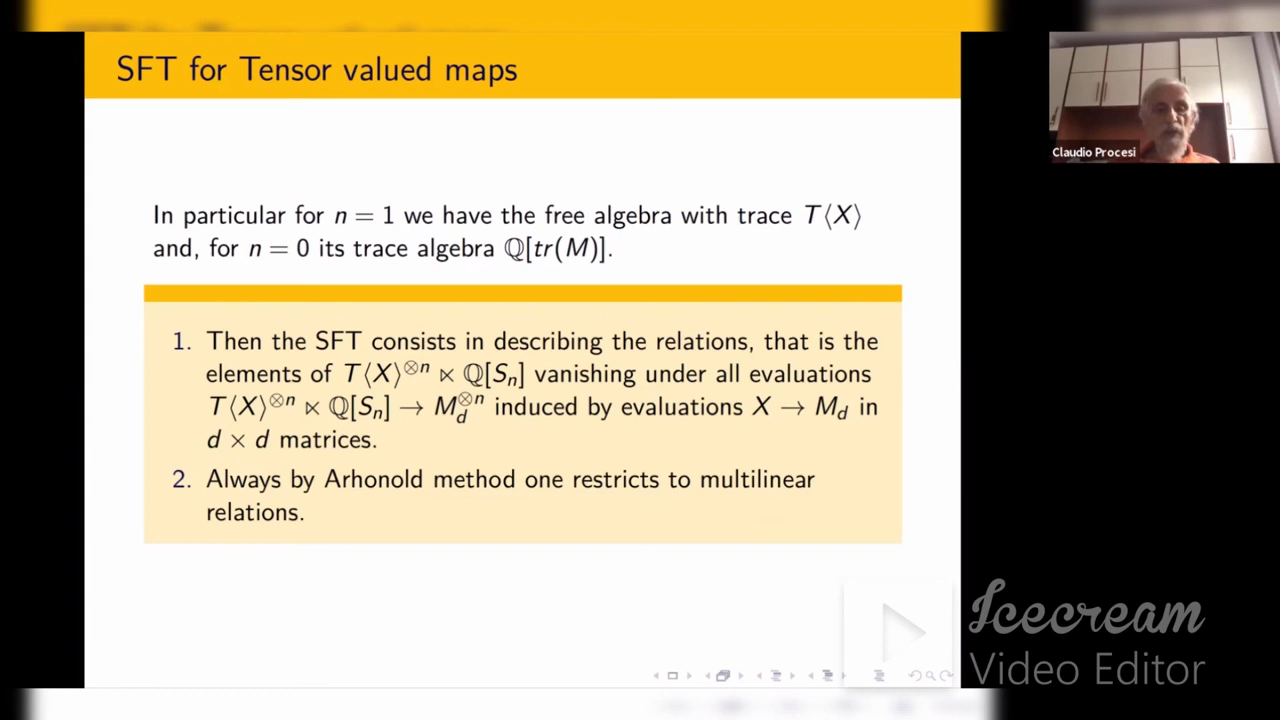 SFT for Tensor valued maps
Claudio Procesi
In particular for n = 1 we have the free algebra with trace T⟨X⟩
and, for n = 0 its trace algebra ℚ[tr(M)].
1. Then the SFT consists in describing the relations, that is the
elements of T⟨X⟩^{⊗n} ⋉ ℚ[S_n] vanishing under all evaluations
T⟨X⟩^{⊗n} ⋉ ℚ[S_n] → M_d^{⊗n} induced by evaluations X → M_d in
d × d matrices.
2. Always by Arhonold method one restricts to multilinear
relations.
Icecream
Video Editor